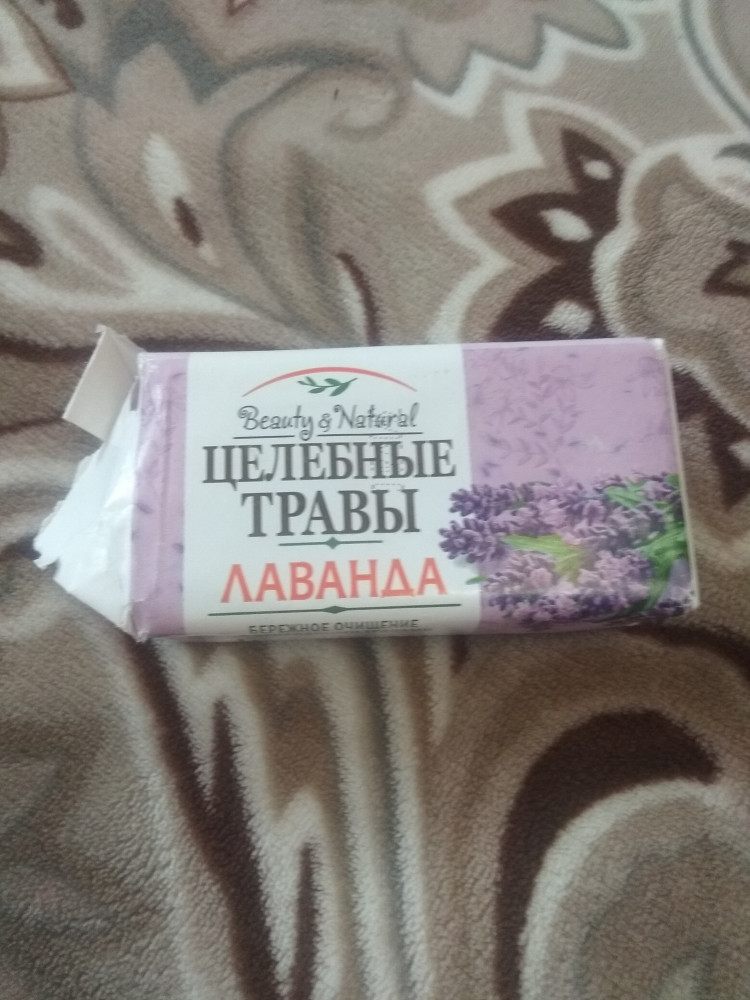 Beauty & Natural
ЦЕЛЕБНЫЕ
ТРАВЫ
ЛАВАНДА
БЕРЕЖНОЕ ОЧИЩЕНИЕ